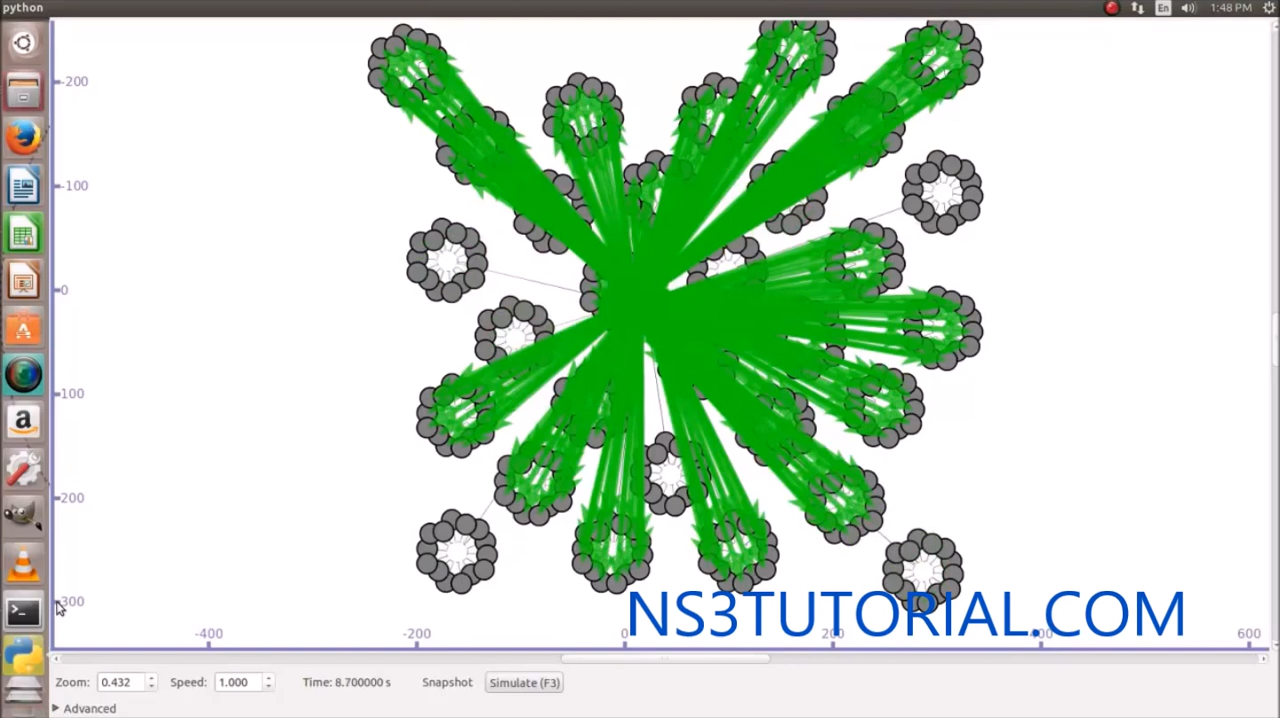 python
En
1:48 PM
-200
-100
0
100
200
300
-400
-200
0
200
400
600
NS3TUTORIAL.COM
Zoom: 0.432 Speed: 1.000 Time: 8.700000 s Snapshot Simulate (F3)
Advanced